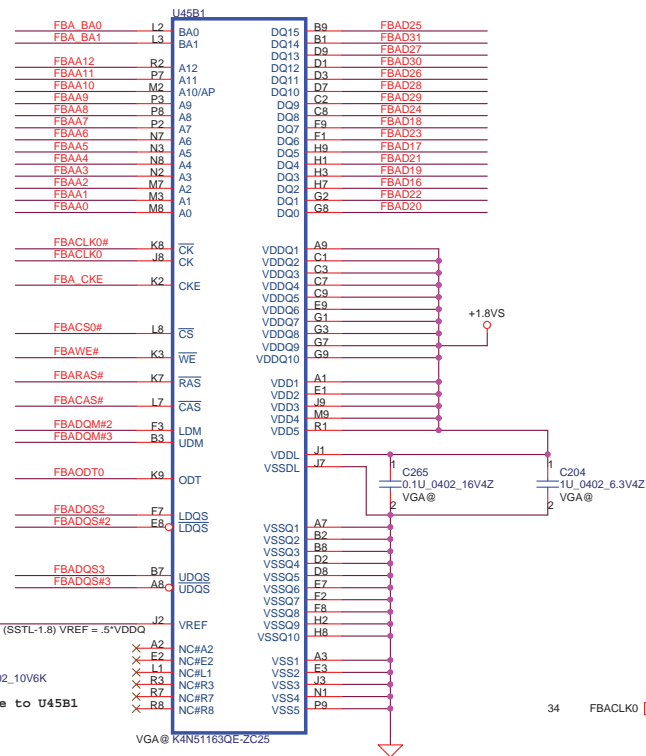 U45B1
FBA_BA0 L2 BA0 DQ15 B9 FBAD25
FBA_BA1 L3 BA1 DQ14 B1 FBAD31
DQ13 D9 FBAD27
FBAA12 R2 A12 DQ12 D1 FBAD30
FBAA11 P7 A11 DQ11 D3 FBAD26
FBAA10 M2 A10/AP DQ10 D7 FBAD28
FBAA9 P3 A9 DQ9 C2 FBAD29
FBAA8 P8 A8 DQ8 C8 FBAD24
FBAA7 P2 A7 DQ7 F9 FBAD18
FBAA6 N7 A6 DQ6 F1 FBAD23
FBAA5 N3 A5 DQ5 H9 FBAD17
FBAA4 N8 A4 DQ4 H1 FBAD21
FBAA3 N2 A3 DQ3 H3 FBAD19
FBAA2 M7 A2 DQ2 H7 FBAD16
FBAA1 M3 A1 DQ1 G2 FBAD22
FBAA0 M8 A0 DQ0 G8 FBAD20
FBACLK0# K8 CK VDDQ1 A9
FBACLK0 J8 CK VDDQ2 C1
VDDQ3 C3
FBA_CKE K2 CKE VDDQ4 C7
VDDQ5 C9
VDDQ6 E9
VDDQ7 G1
+1.8VS
FBACS0# L8 CS VDDQ8 G3
VDDQ9 G7
FBAWE# K3 WE VDDQ10 G9
FBARAS# K7 RAS VDD1 A1
VDD2 E1
FBACAS# L7 CAS VDD3 J9
VDD4 M9
FBADQM#2 F3 LDM VDD5 R1
FBADQM#3 B3 UDM
VDDL J1
VSSDL J7
FBAODT0 K9 ODT
1 C265 1 C204
0.1U_0402_16V4Z 1U_0402_6.3V4Z
2 VGA@ 2 VGA@
FBADQS2 F7 LDQS
FBADQS#2 E8 LDQS VSSQ1 A7
VSSQ2 B2
VSSQ3 B8
VSSQ4 D2
FBADQS3 B7 UDQS VSSQ5 D8
FBADQS#3 A8 UDQS VSSQ6 E7
VSSQ7 F2
VSSQ8 F8
J2 VREF VSSQ9 H2
(SSTL-1.8) VREF = .5*VDDQ VSSQ10 H8
A2 NC#A2
E2 NC#E2 VSS1 A3
L1 NC#L1 VSS2 E3
02_10V6K R3 NC#R3 VSS3 J3
R7 NC#R7 VSS4 N1
e to U45B1 R8 NC#R8 VSS5 P9
34 FBACLK0
VGA@ K4N51163QE-ZC25